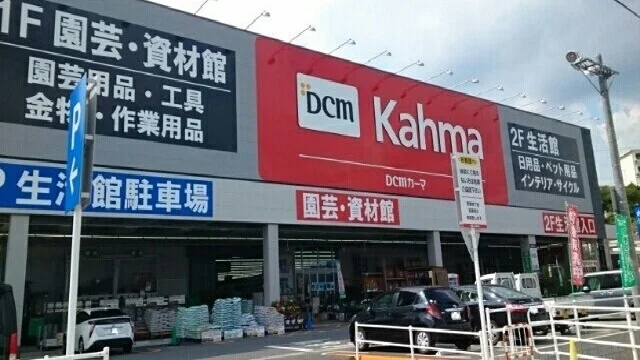 1F 園芸・資材館
園芸用品・工具
金物・作業用品
DCM
Kahma
DCMカーマ
2F 生活館
日用品・ペット用品
インテリア・サイクル
P
P 生活館駐車場
園芸・資材館
2F生活館入口
DCM